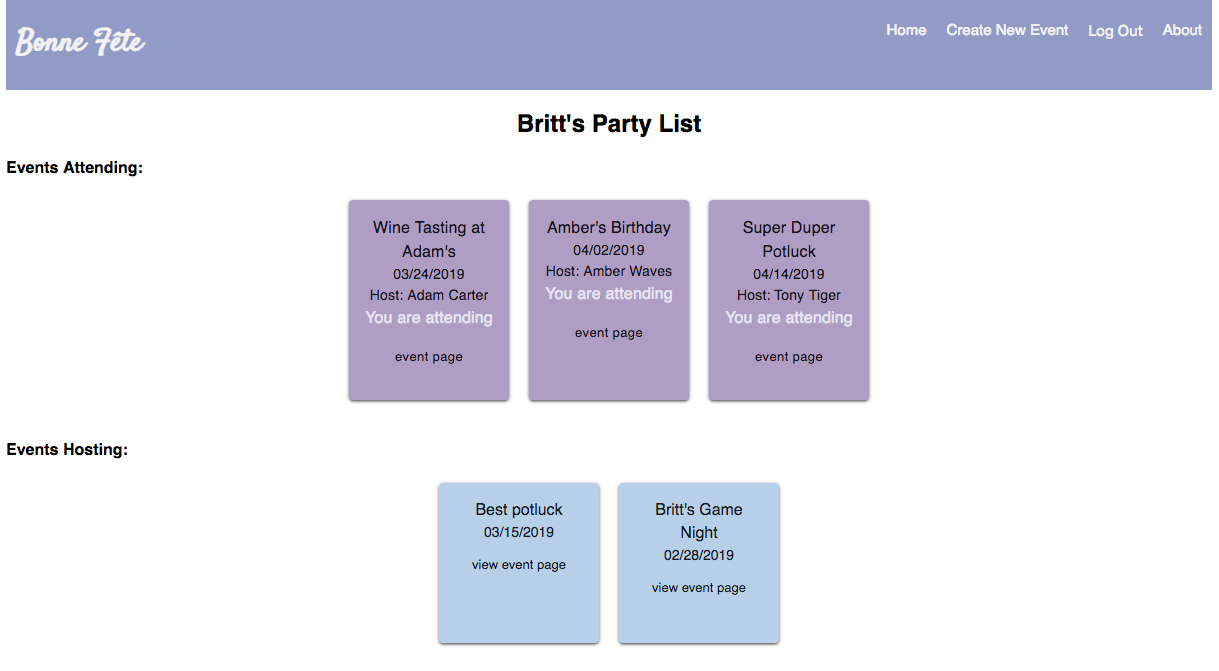 Bonne Fête
Home Create New Event Log Out About
Britt's Party List
Events Attending:
Wine Tasting at
Adam's
03/24/2019
Host: Adam Carter
You are attending
event page
Amber's Birthday
04/02/2019
Host: Amber Waves
You are attending
event page
Super Duper
Potluck
04/14/2019
Host: Tony Tiger
You are attending
event page
Events Hosting:
Best potluck
03/15/2019
view event page
Britt's Game
Night
02/28/2019
view event page